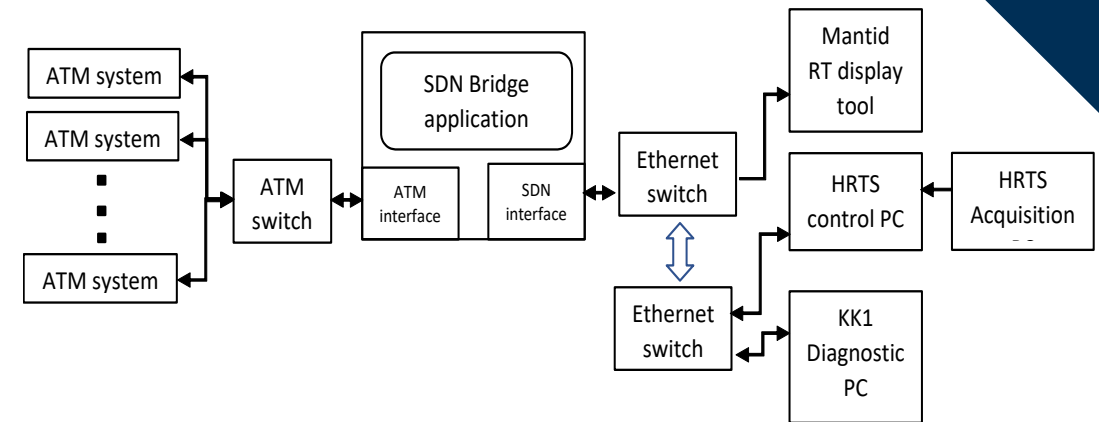 ATM system
ATM system
ATM system
ATM
switch
SDN Bridge
application
ATM
interface
SDN
interface
Ethernet
switch
Ethernet
switch
Mantid
RT display
tool
HRTS
control PC
HRTS
Acquisition
KK1
Diagnostic
PC